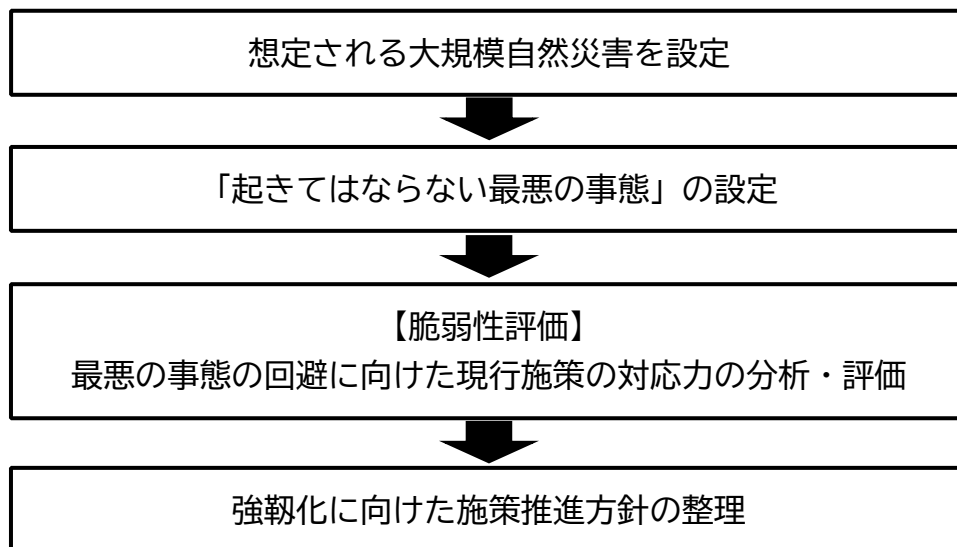 想定される大規模自然災害を設定
「起きてはならない最悪の事態」の設定
【脆弱性評価】
最悪の事態の回避に向けた現行施策の対応力の分析・評価
強靱化に向けた施策推進方針の整理